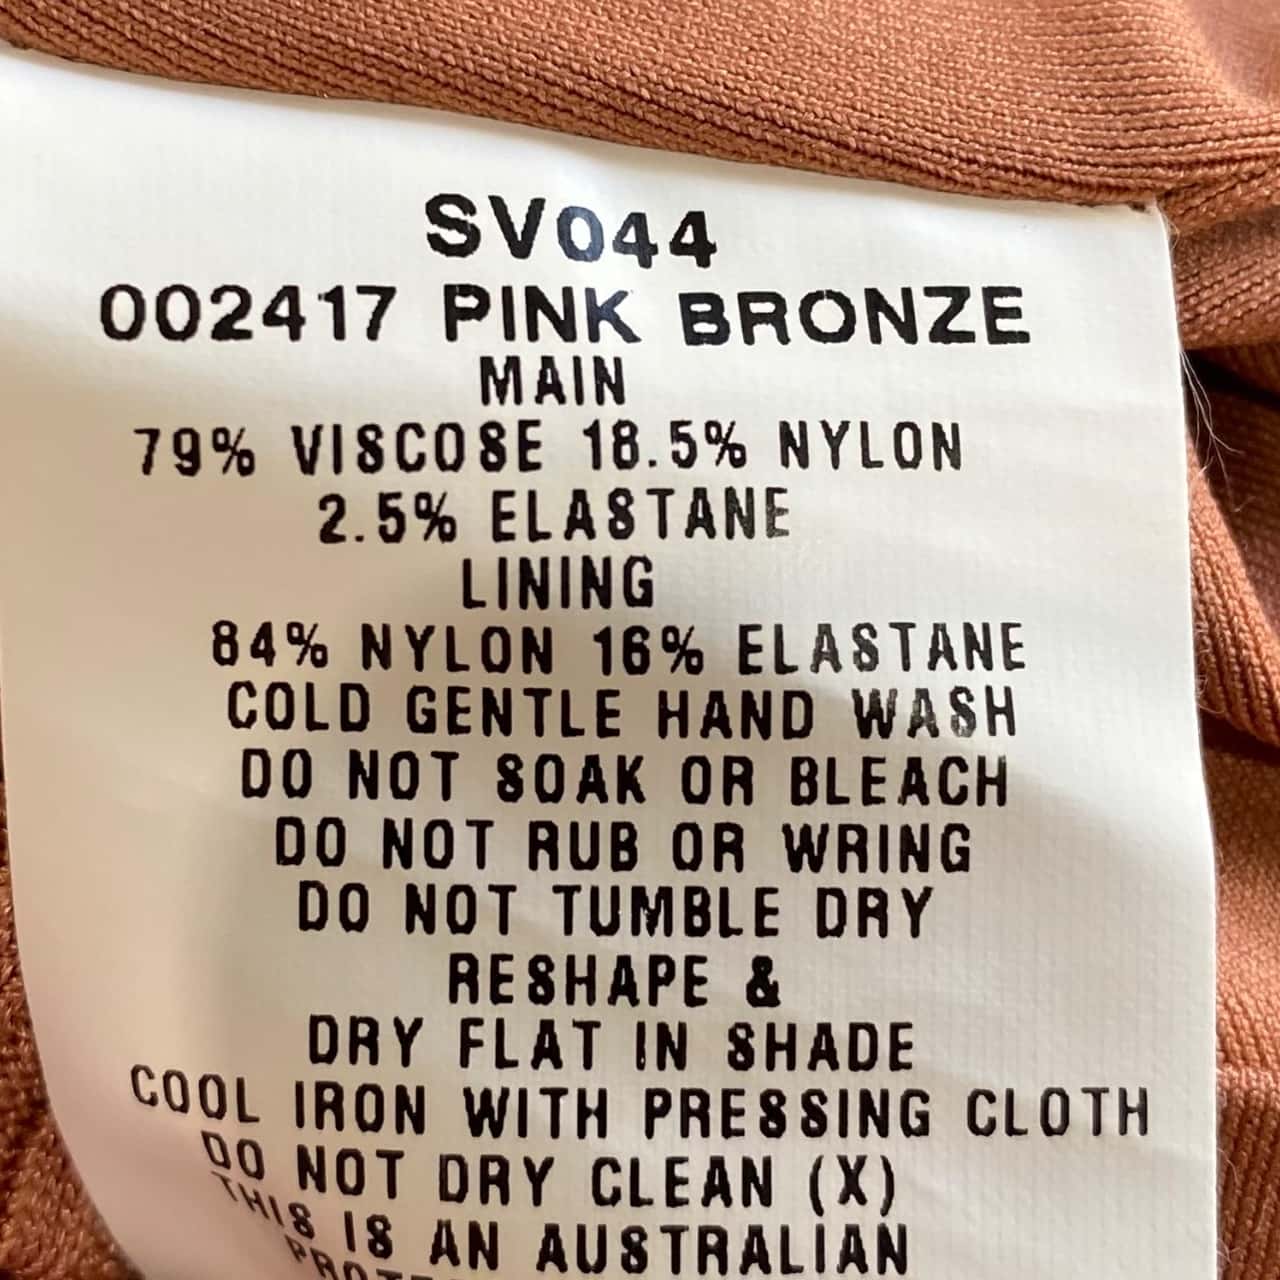 SV044
002417 PINK BRONZE
MAIN
79% VISCOSE 18.5% NYLON
2.5% ELASTANE
LINING
84% NYLON 16% ELASTANE
COLD GENTLE HAND WASH
DO NOT SOAK OR BLEACH
DO NOT RUB OR WRING
DO NOT TUMBLE DRY
RESHAPE &
DRY FLAT IN SHADE
COOL IRON WITH PRESSING CLOTH
DO NOT DRY CLEAN (X)
THIS IS AN AUSTRALIAN